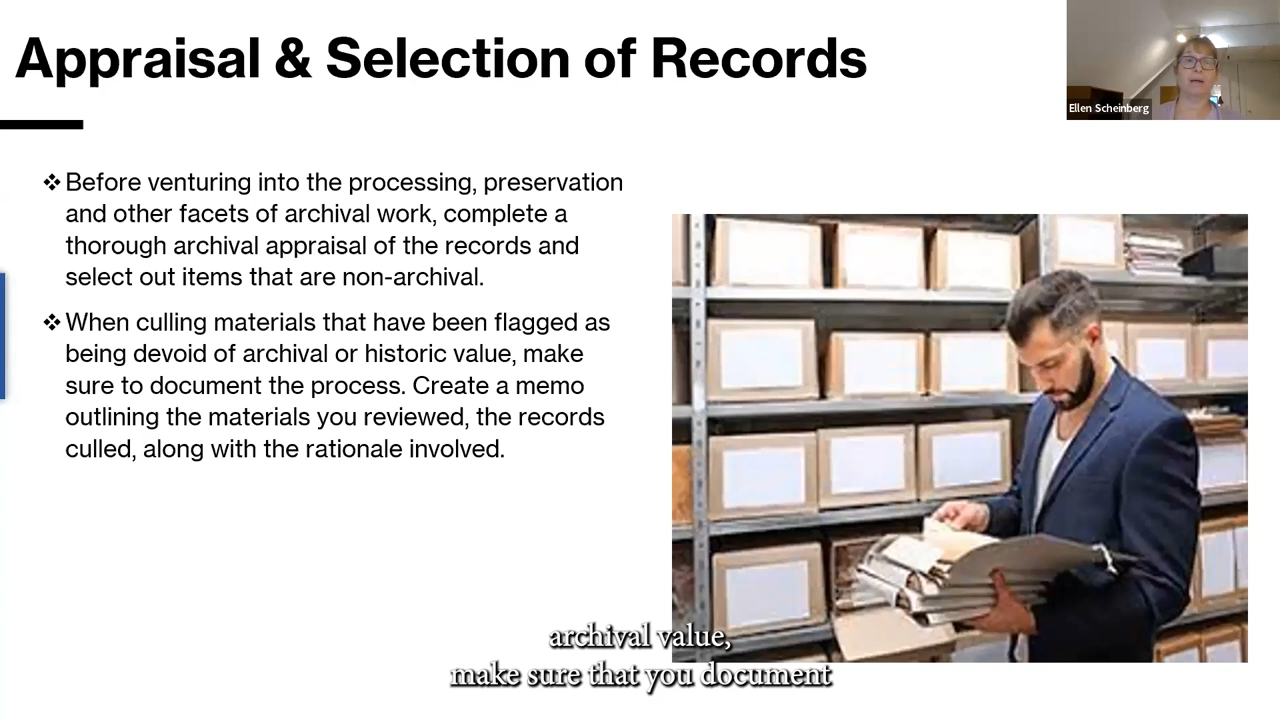 Appraisal & Selection of Records
Ellen Scheinberg
❖Before venturing into the processing, preservation
and other facets of archival work, complete a
thorough archival appraisal of the records and
select out items that are non-archival.
❖When culling materials that have been flagged as
being devoid of archival or historic value, make
sure to document the process. Create a memo
outlining the materials you reviewed, the records
culled, along with the rationale involved.
archival value,
make sure that you document